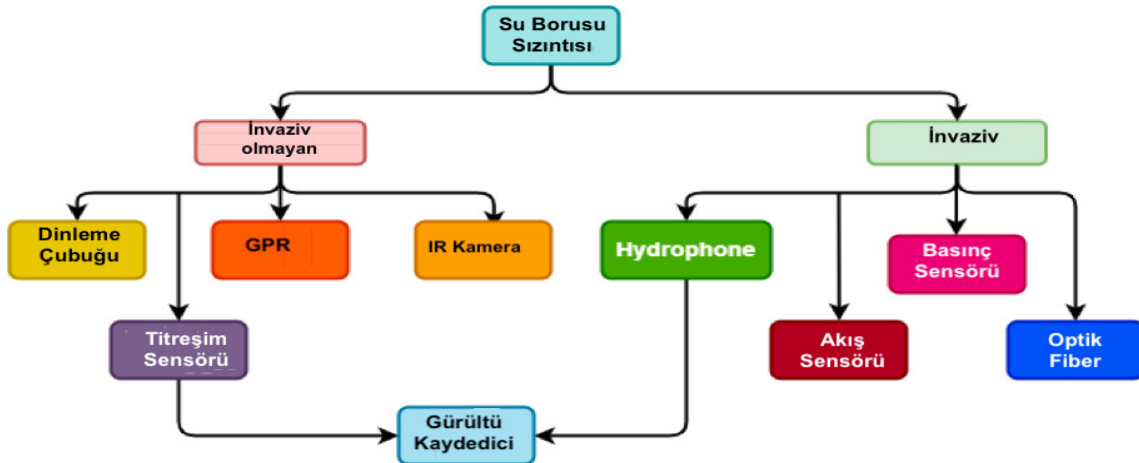 Su Borusu
Sızıntısı
İnvaziv
olmayan
İnvaziv
Dinleme
Çubuğu
GPR
IR Kamera
Hydrophone
Basınç
Sensörü
Titreşim
Sensörü
Akış
Sensörü
Optik
Fiber
Gürültü
Kaydedici